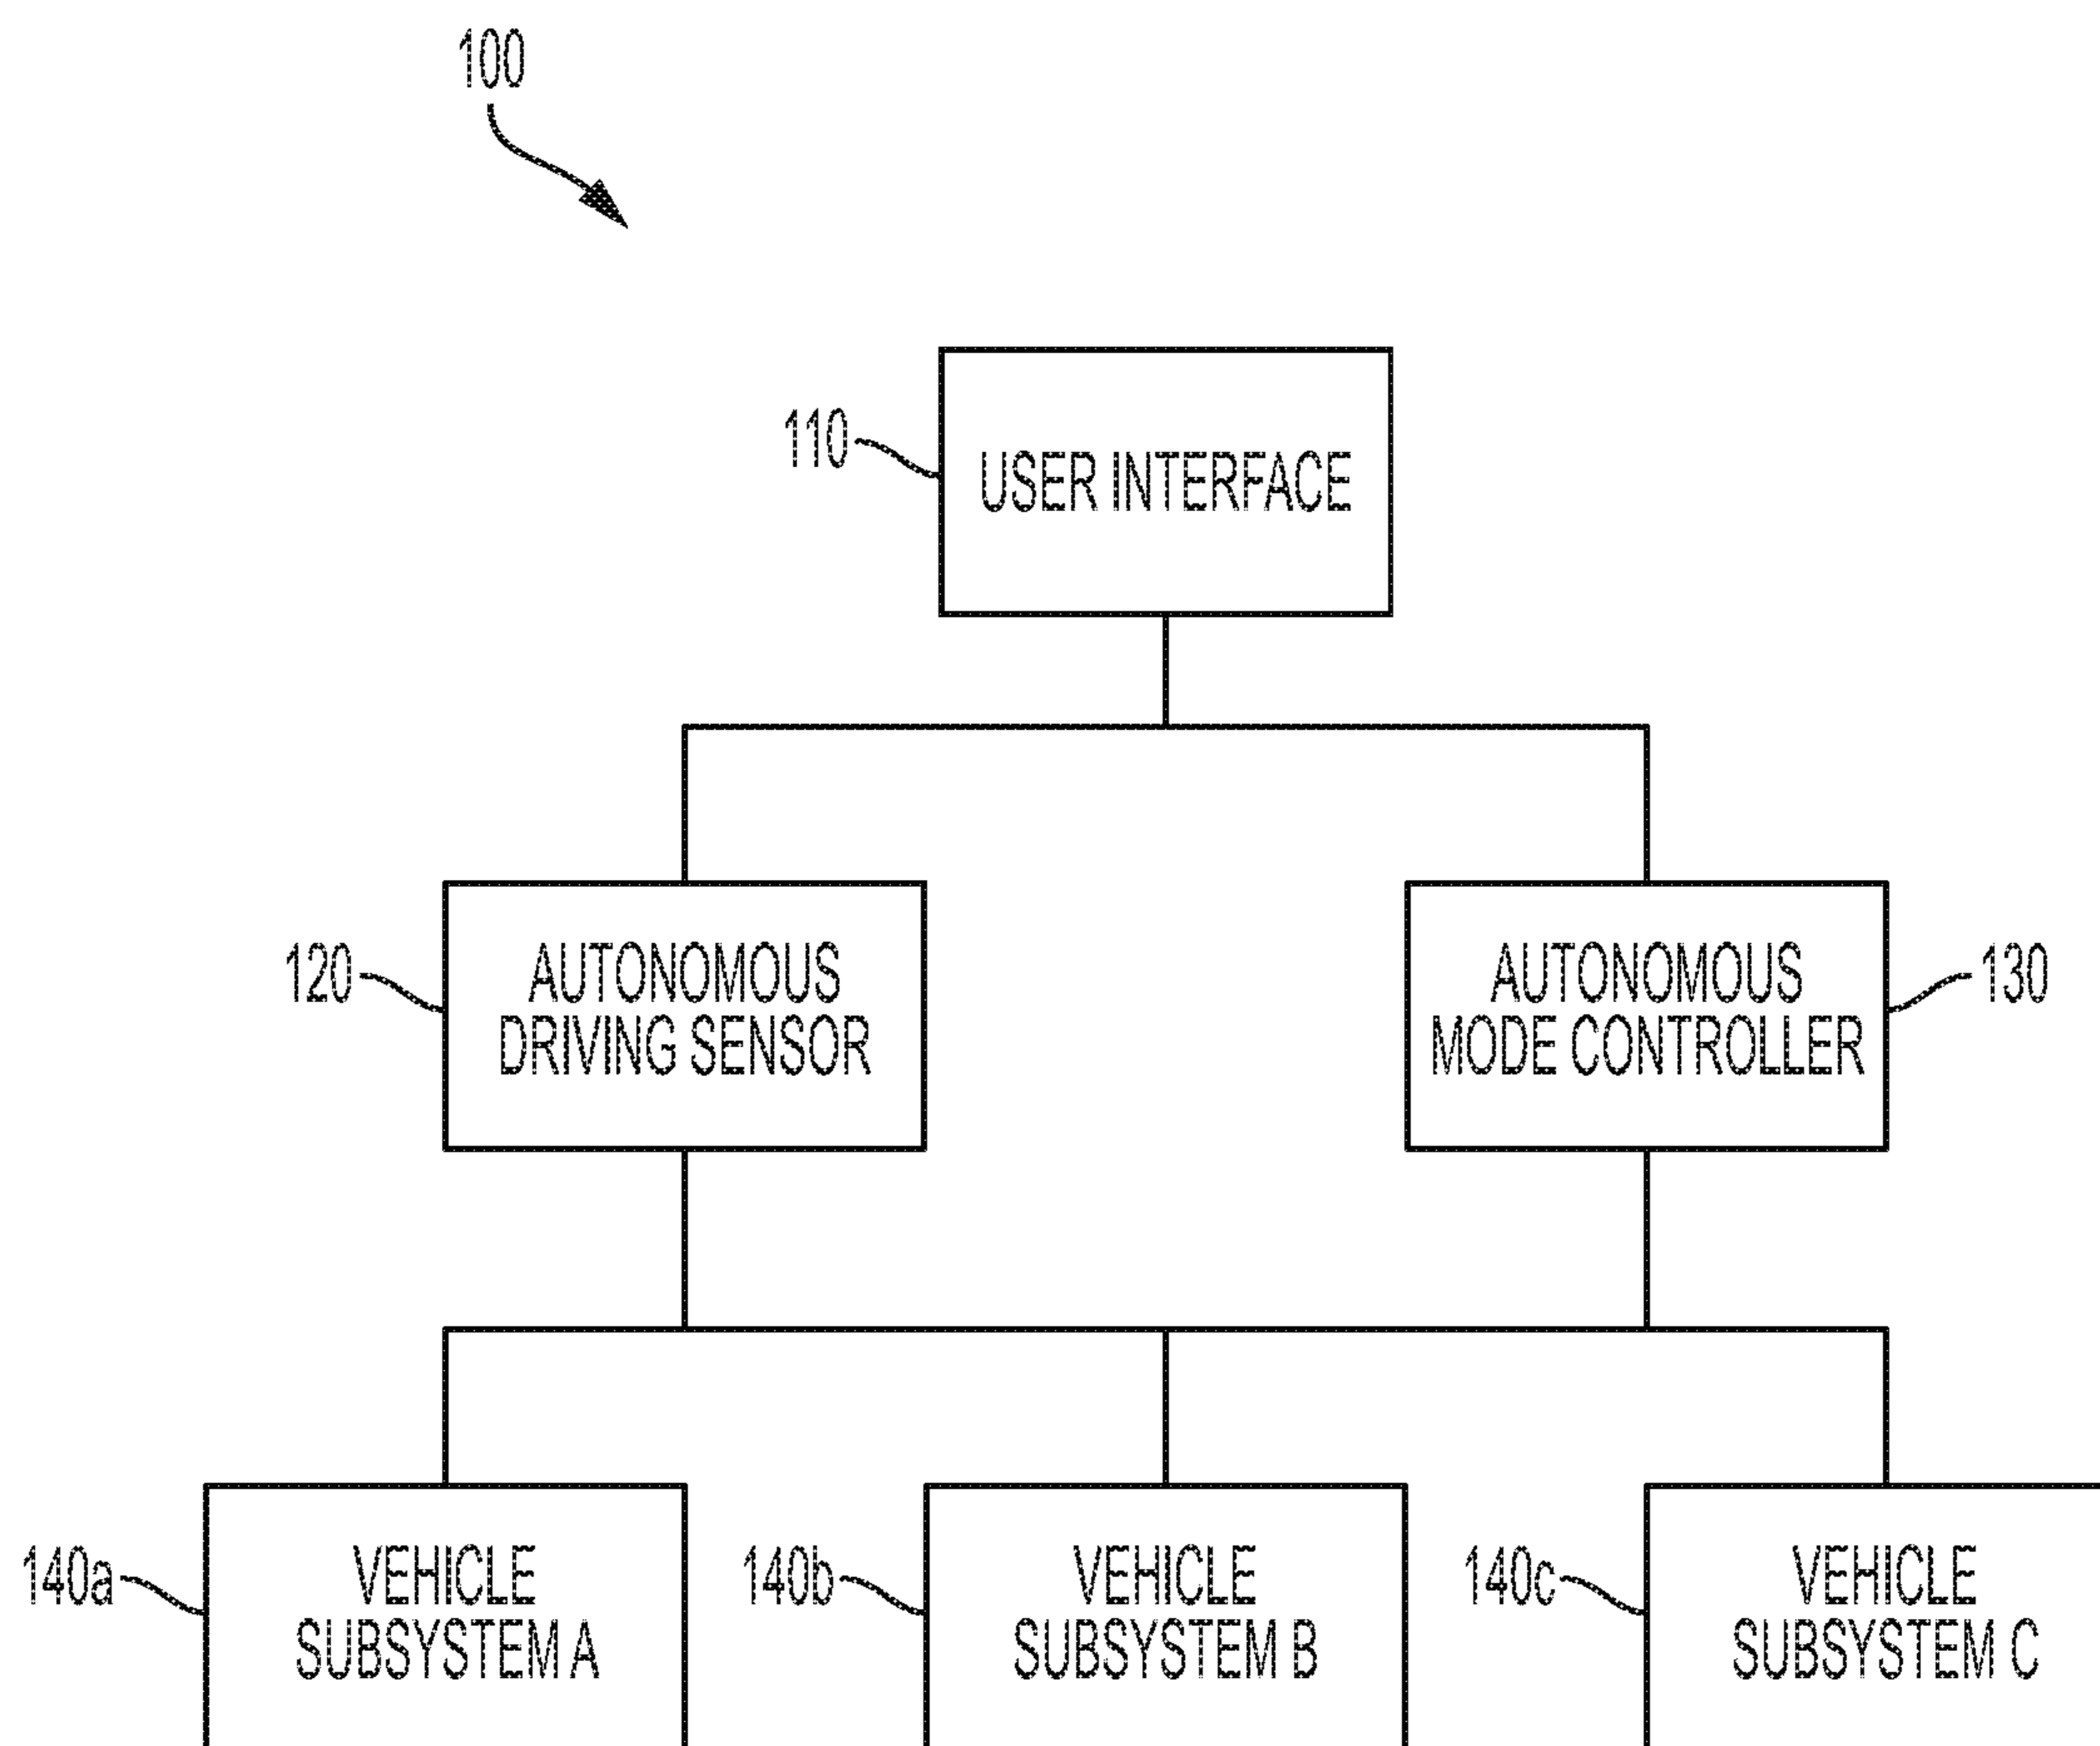 100
110
USER INTERFACE
120
AUTONOMOUS
DRIVING SENSOR
AUTONOMOUS
MODE CONTROLLER
130
140a
VEHICLE
SUBSYSTEM A
140b
VEHICLE
SUBSYSTEM B
140c
VEHICLE
SUBSYSTEM C